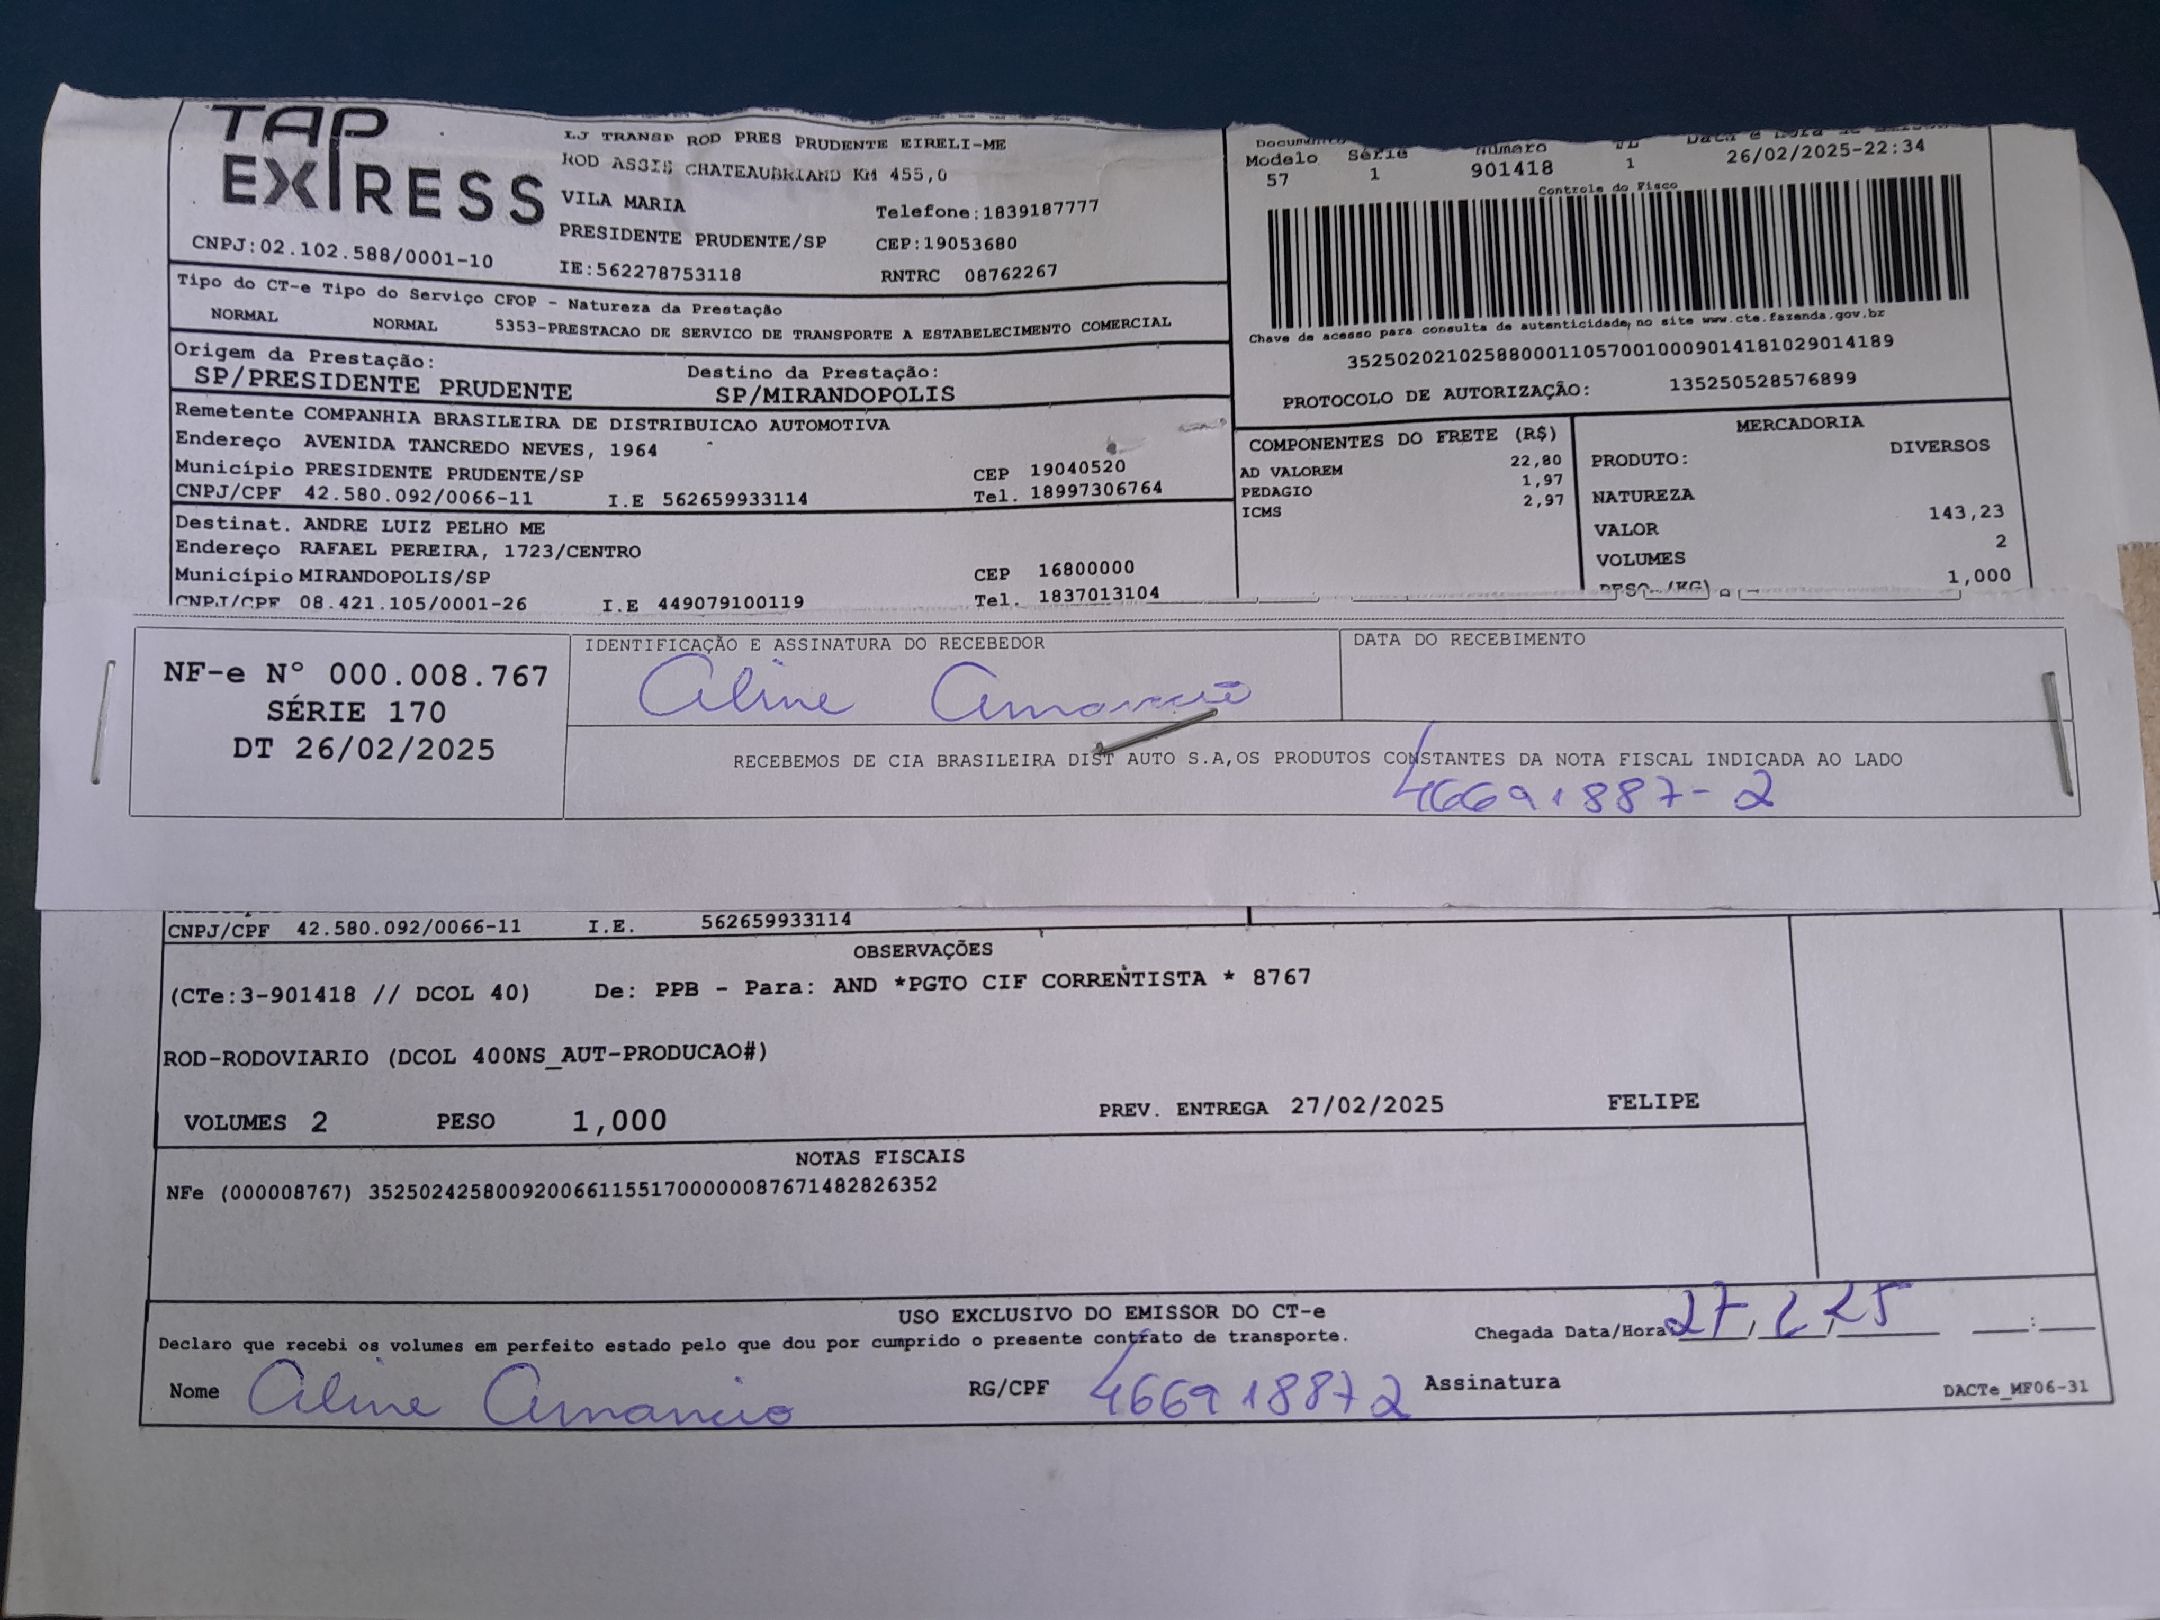 TAP
EXPRESS
LJ TRANSP ROD PRES PRUDENTE EIRELI-ME
ROD ASSIS CHATEAUBRIAND KM 455,0
VILA MARIA
Telefone:1839187777
PRESIDENTE PRUDENTE/SP
CEP:19053680
CNPJ:02.102.588/0001-10
IE:562278753118
RNTRC 08762267
Documento
Modelo Série número 
57 1 901418 1 26/02/2025-22:34
Controle do Fisco
Chave de acesso para consulta de autenticidade, no site www.cte.fazenda.gov.br
35250202102588000110570010009014181029014189
PROTOCOLO DE AUTORIZAÇÃO: 135250528576899
Tipo do CT-e Tipo do Serviço CFOP - Natureza da Prestação
NORMAL NORMAL 5353-PRESTACAO DE SERVICO DE TRANSPORTE A ESTABELECIMENTO COMERCIAL
Origem da Prestação: Destino da Prestação:
SP/PRESIDENTE PRUDENTE SP/MIRANDOPOLIS
Remetente COMPANHIA BRASILEIRA DE DISTRIBUICAO AUTOMOTIVA
Endereço AVENIDA TANCREDO NEVES, 1964
Município PRESIDENTE PRUDENTE/SP CEP 19040520
CNPJ/CPF 42.580.092/0066-11 I.E 562659933114 Tel. 18997306764
Destinat. ANDRE LUIZ PELHO ME
Endereço RAFAEL PEREIRA, 1723/CENTRO
Município MIRANDOPOLIS/SP CEP 16800000
CNPJ/CPF 08.421.105/0001-26 I.E 449079100119 Tel. 1837013104
COMPONENTES DO FRETE (R$)
AD VALOREM 22,80
PEDAGIO 1,97
ICMS 2,97
MERCADORIA
PRODUTO: DIVERSOS
NATUREZA
VALOR 143,23
VOLUMES 2
PESO (KG) 1,000
NF-e Nº 000.008.767
SÉRIE 170
DT 26/02/2025
IDENTIFICAÇÃO E ASSINATURA DO RECEBEDOR
Aline Amancio
DATA DO RECEBIMENTO
RECEBEMOS DE CIA BRASILEIRA DIST AUTO S.A,OS PRODUTOS CONSTANTES DA NOTA FISCAL INDICADA AO LADO
46691887-2
CNPJ/CPF 42.580.092/0066-11 I.E. 562659933114
OBSERVAÇÕES
(CTe:3-901418 // DCOL 40) De: PPB - Para: AND *PGTO CIF CORRENTISTA * 8767
ROD-RODOVIARIO (DCOL 400NS_AUT-PRODUCAO#)
VOLUMES 2 PESO 1,000 PREV. ENTREGA 27/02/2025 FELIPE
NOTAS FISCAIS
NFe (000008767) 35250242580092006611551700000087671482826352
USO EXCLUSIVO DO EMISSOR DO CT-e
Declaro que recebi os volumes em perfeito estado pelo que dou por cumprido o presente contrato de transporte.
Chegada Data/Hora 27/2/25 :
Nome Aline Amancio RG/CPF 466918872 Assinatura
DACTe_MF06-31